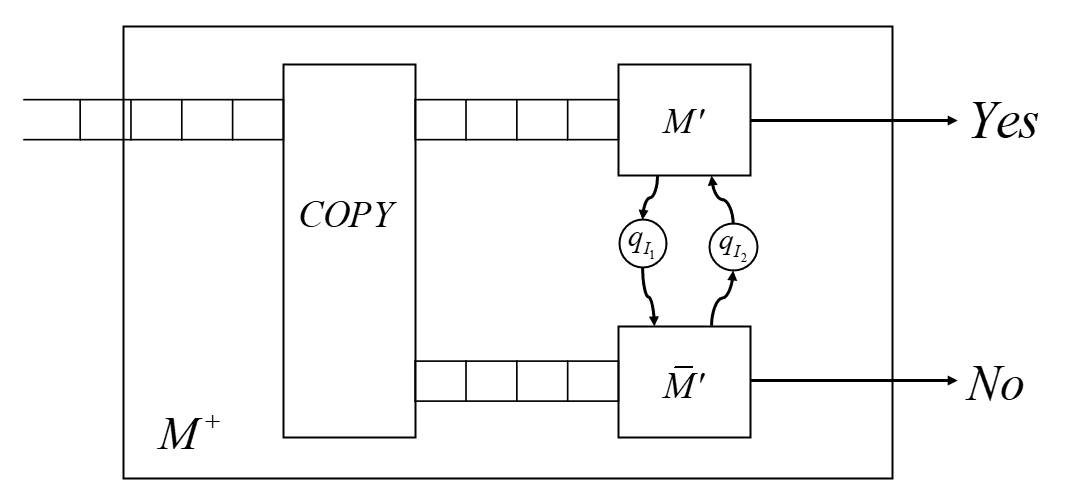 M′
Yes
COPY
q_{I_1}
q_{I_2}
M̄′
No
M⁺